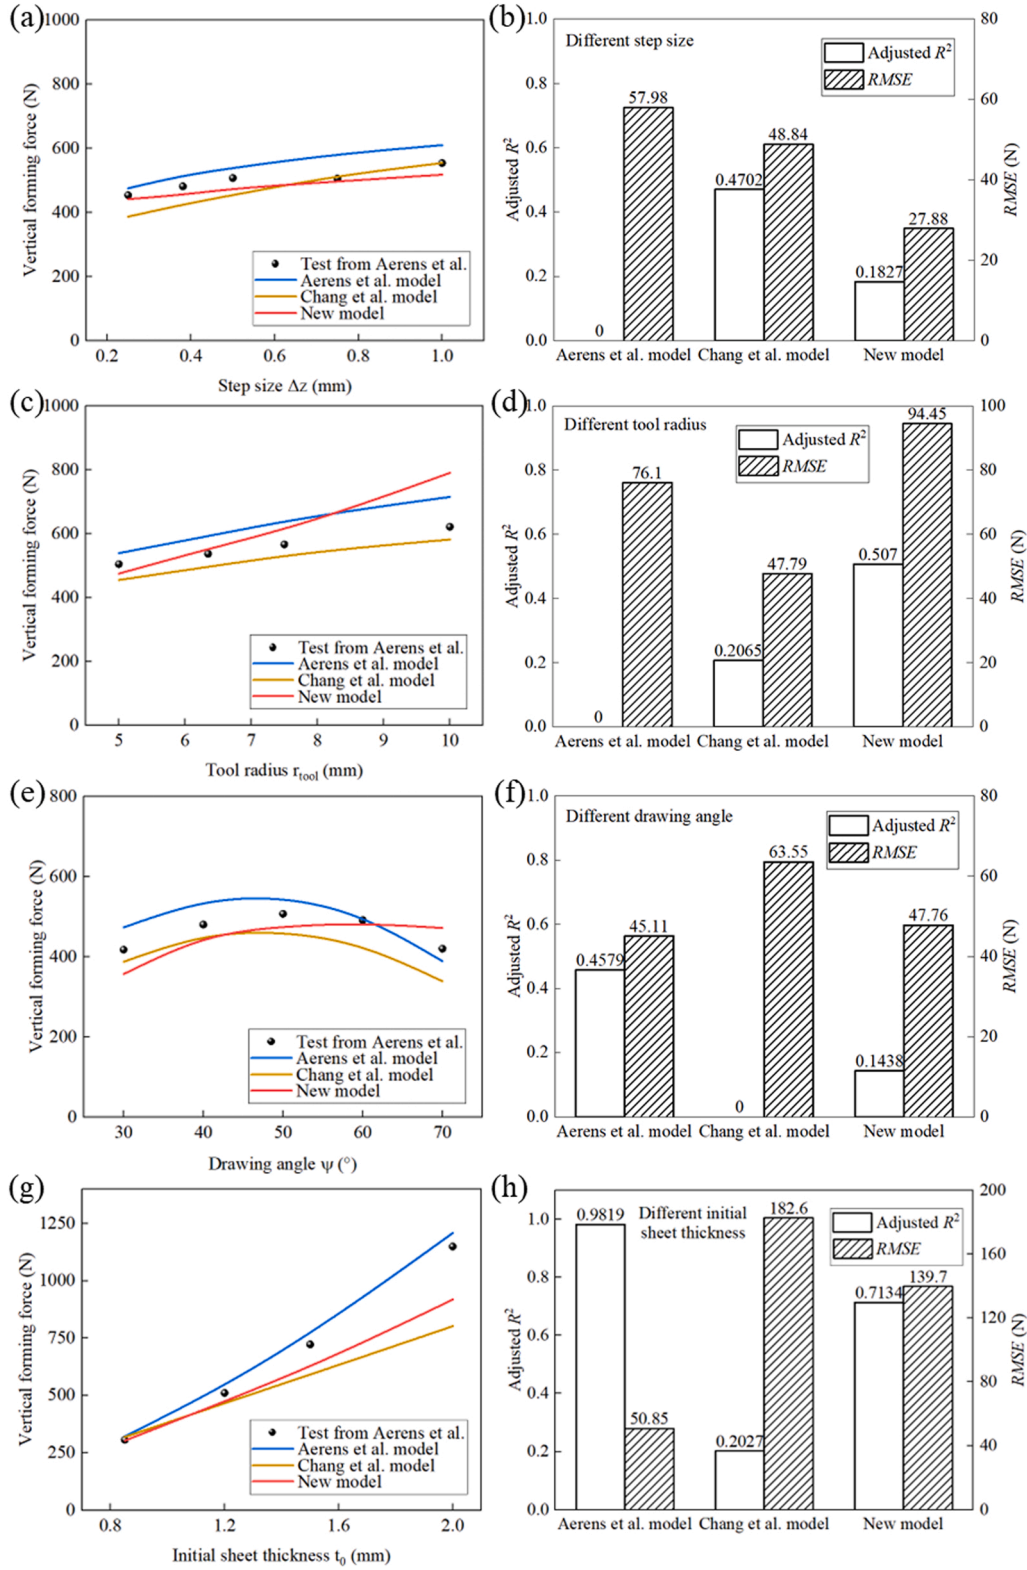 (a)
1000
800
600
400
200
0
Vertical forming force (N)
Test from Aerens et al.
Aerens et al. model
Chang et al. model
New model
0.2 0.4 0.6 0.8 1.0
Step size Δz (mm)
(b)
Different step size
Adjusted R²
RMSE
1.0
0.8
0.6
0.4
0.2
0.0
Adjusted R²
80
60
40
20
0
RMSE (N)
0
57.98
0.4702
48.84
0.1827
27.88
Aerens et al. model Chang et al. model New model
(c)
1000
800
600
400
200
0
Vertical forming force (N)
Test from Aerens et al.
Aerens et al. model
Chang et al. model
New model
5 6 7 8 9 10
Tool radius r_tool (mm)
(d)
Different tool radius
Adjusted R²
RMSE
1.0
0.8
0.6
0.4
0.2
0.0
Adjusted R²
100
80
60
40
20
0
RMSE (N)
0
76.1
0.2065
47.79
0.507
94.45
Aerens et al. model Chang et al. model New model
(e)
800
600
400
200
0
Vertical forming force (N)
Test from Aerens et al.
Aerens et al. model
Chang et al. model
New model
30 40 50 60 70
Drawing angle ψ (°)
(f)
Different drawing angle
Adjusted R²
RMSE
1.0
0.8
0.6
0.4
0.2
0.0
Adjusted R²
80
60
40
20
0
RMSE (N)
0.4579
45.11
0
63.55
0.1438
47.76
Aerens et al. model Chang et al. model New model
(g)
1250
1000
750
500
250
0
Vertical forming force (N)
Test from Aerens et al.
Aerens et al. model
Chang et al. model
New model
0.8 1.2 1.6 2.0
Initial sheet thickness t₀ (mm)
(h)
Different initial
sheet thickness
Adjusted R²
RMSE
1.0
0.8
0.6
0.4
0.2
0.0
Adjusted R²
200
160
120
80
40
0
RMSE (N)
0.9819
50.85
0.2027
182.6
0.7134
139.7
Aerens et al. model Chang et al. model New model